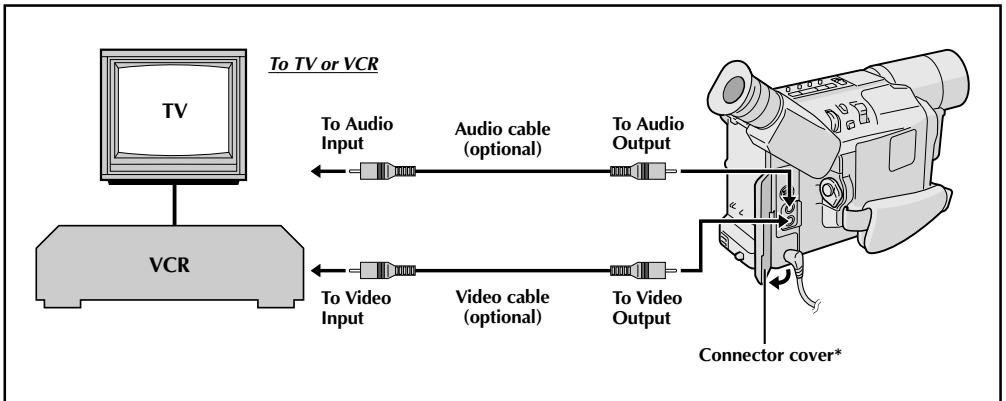 To TV or VCR
TV
To Audio
Input
Audio cable
(optional)
To Audio
Output
VCR
To Video
Input
Video cable
(optional)
To Video
Output
Connector cover*